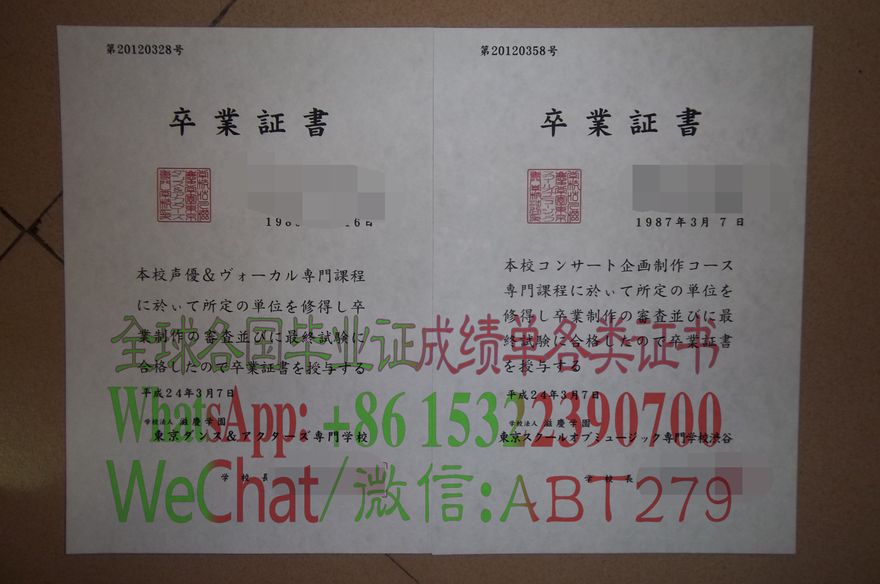 第20120328号
卒業証書
本校声優＆ヴォーカル専門課程
に於いて所定の単位を修得し卒
業制作の審査並びに最終試験に
合格したので卒業証書を授与する
平成24年3月7日
学校法人 滋慶学園
東京ダンス＆アクターズ専門学校
学校長
第20120358号
卒業証書
1987年3月7日
本校コンサート企画制作コース
専門課程に於いて所定の単位を
修得し卒業制作の審査並びに最
終試験に合格したので卒業証書
を授与する
平成24年3月7日
学校法人 滋慶学園
東京スクールオブミュージック専門学校渋谷
学校長
全球各国毕业证成绩单各类证书
WhatsApp: +86 15322390700
WeChat/微信:ABT279